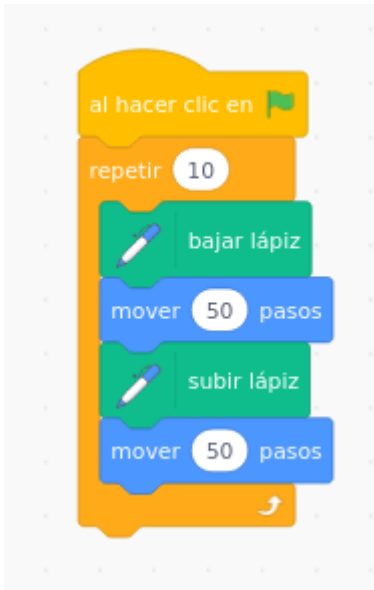 al hacer clic en
repetir 10
bajar lápiz
mover 50 pasos
subir lápiz
mover 50 pasos